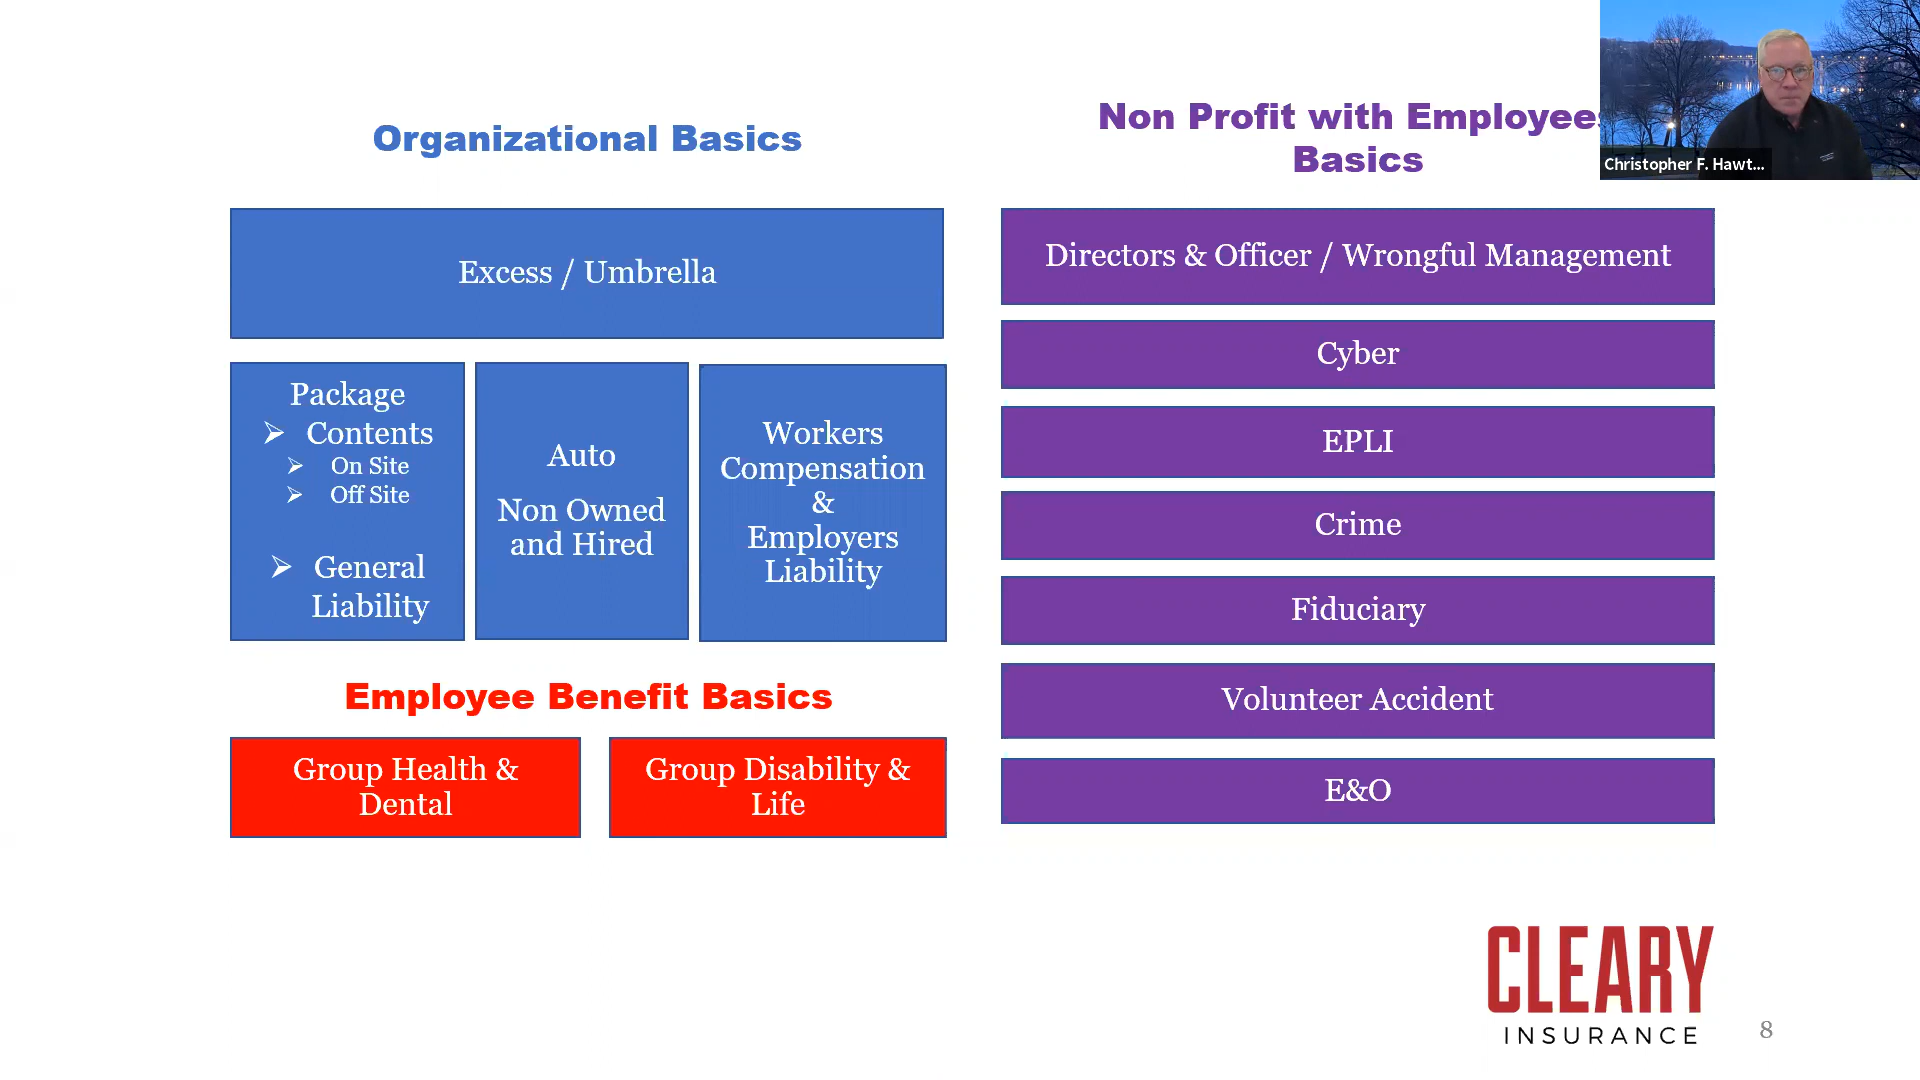 Organizational Basics
Excess / Umbrella
Package
➢ Contents
➢ On Site
➢ Off Site
➢ General
Liability
Auto
Non Owned
and Hired
Workers
Compensation
&
Employers
Liability
Employee Benefit Basics
Group Health &
Dental
Group Disability &
Life
Non Profit with Employees
Basics
Directors & Officer / Wrongful Management
Cyber
EPLI
Crime
Fiduciary
Volunteer Accident
E&O
Christopher F. Hawt...
CLEARY
INSURANCE
8